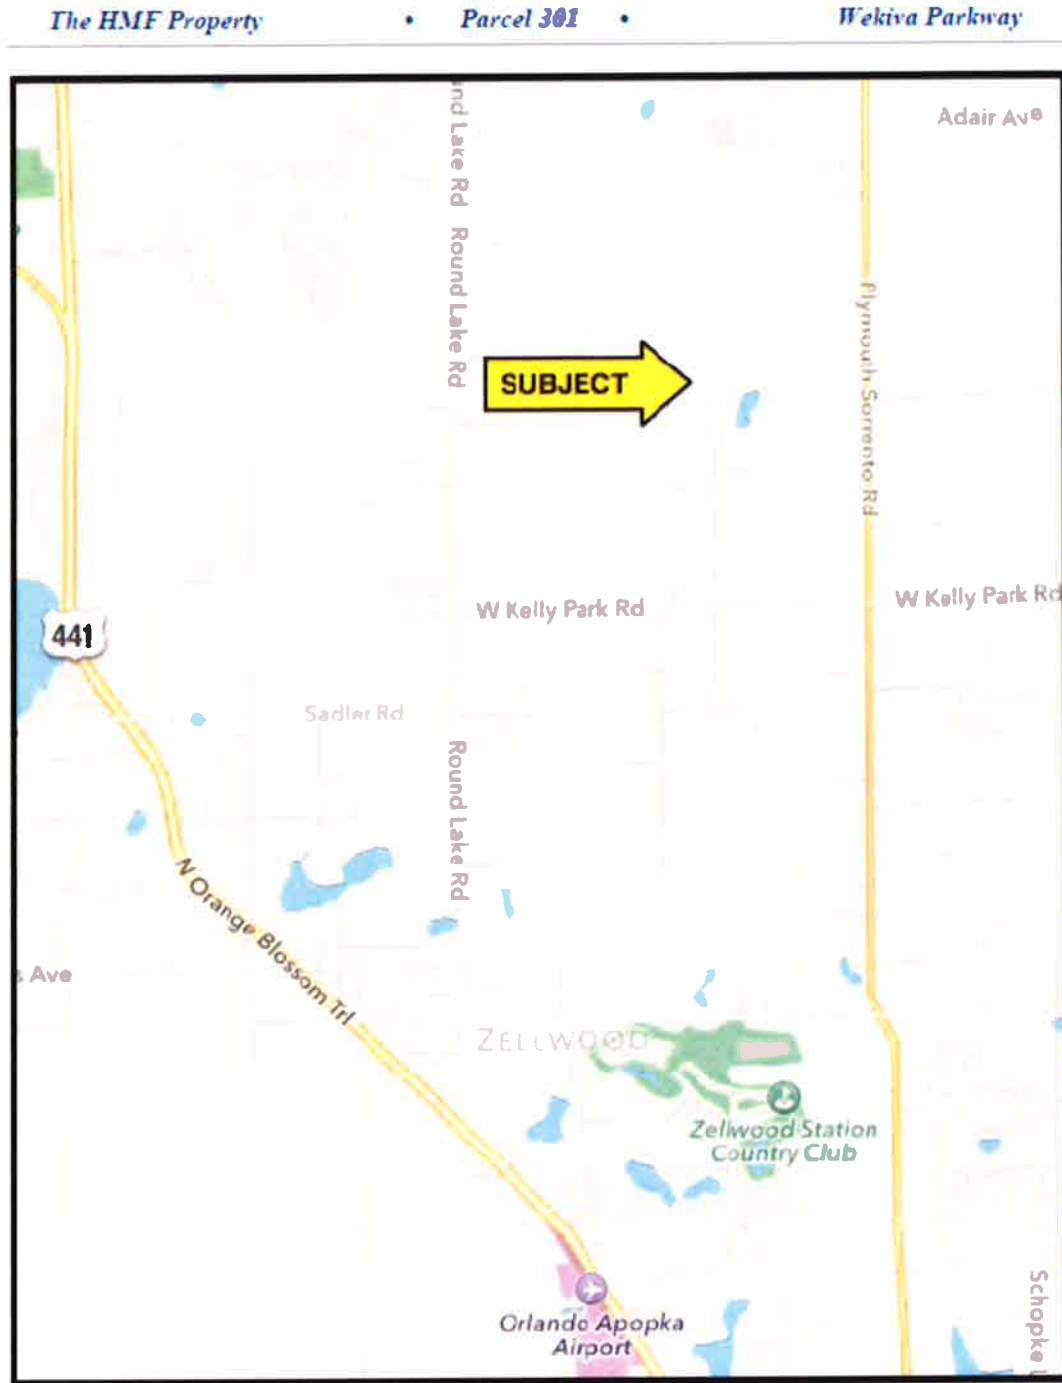 The HMF Property • Parcel 301 • Wekiva Parkway
Adair Ave
nd Lake Rd
Round Lake Rd
Plymouth Sorrento Rd
SUBJECT
W Kelly Park Rd
W Kelly Park Rd
441
Sadler Rd
Round Lake Rd
N Orange Blossom Trl
s Ave
ZELLWOOD
Zellwood Station
Country Club
Schopke L
Orlando Apopka
Airport